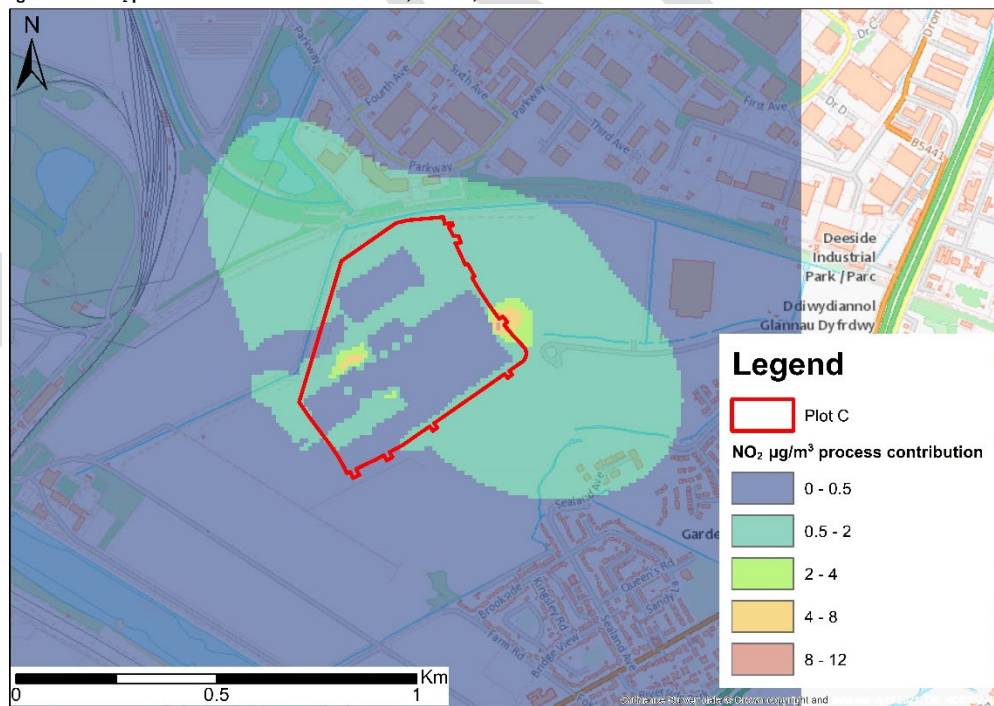 N
Parkway
Fourth Ave
Sixth Ave
Parkway
First Ave
Third Ave
Dr C
Dr D
B5441
Parkway
Deeside
Industrial
Park / Parc
Ddiwydiannol
Glannau Dyfrdwy
Sealand Ave
Queen's Rd
Sandy La
Brookside
Kingsley Rd
Farm Rd
Bridge View
Sealand Ave
Legend
Plot C
NO₂ µg/m³ process contribution
0 - 0.5
0.5 - 2
2 - 4
4 - 8
8 - 12
Km
0 0.5 1